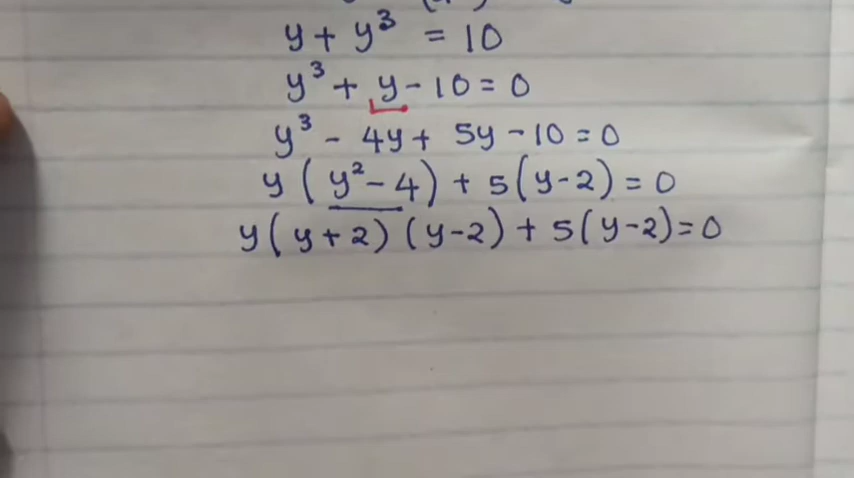 y + y³ = 10
y³ + y - 10 = 0
y³ - 4y + 5y - 10 = 0
y ( y² - 4 ) + 5 ( y - 2 ) = 0
y ( y + 2 ) ( y - 2 ) + 5 ( y - 2 ) = 0